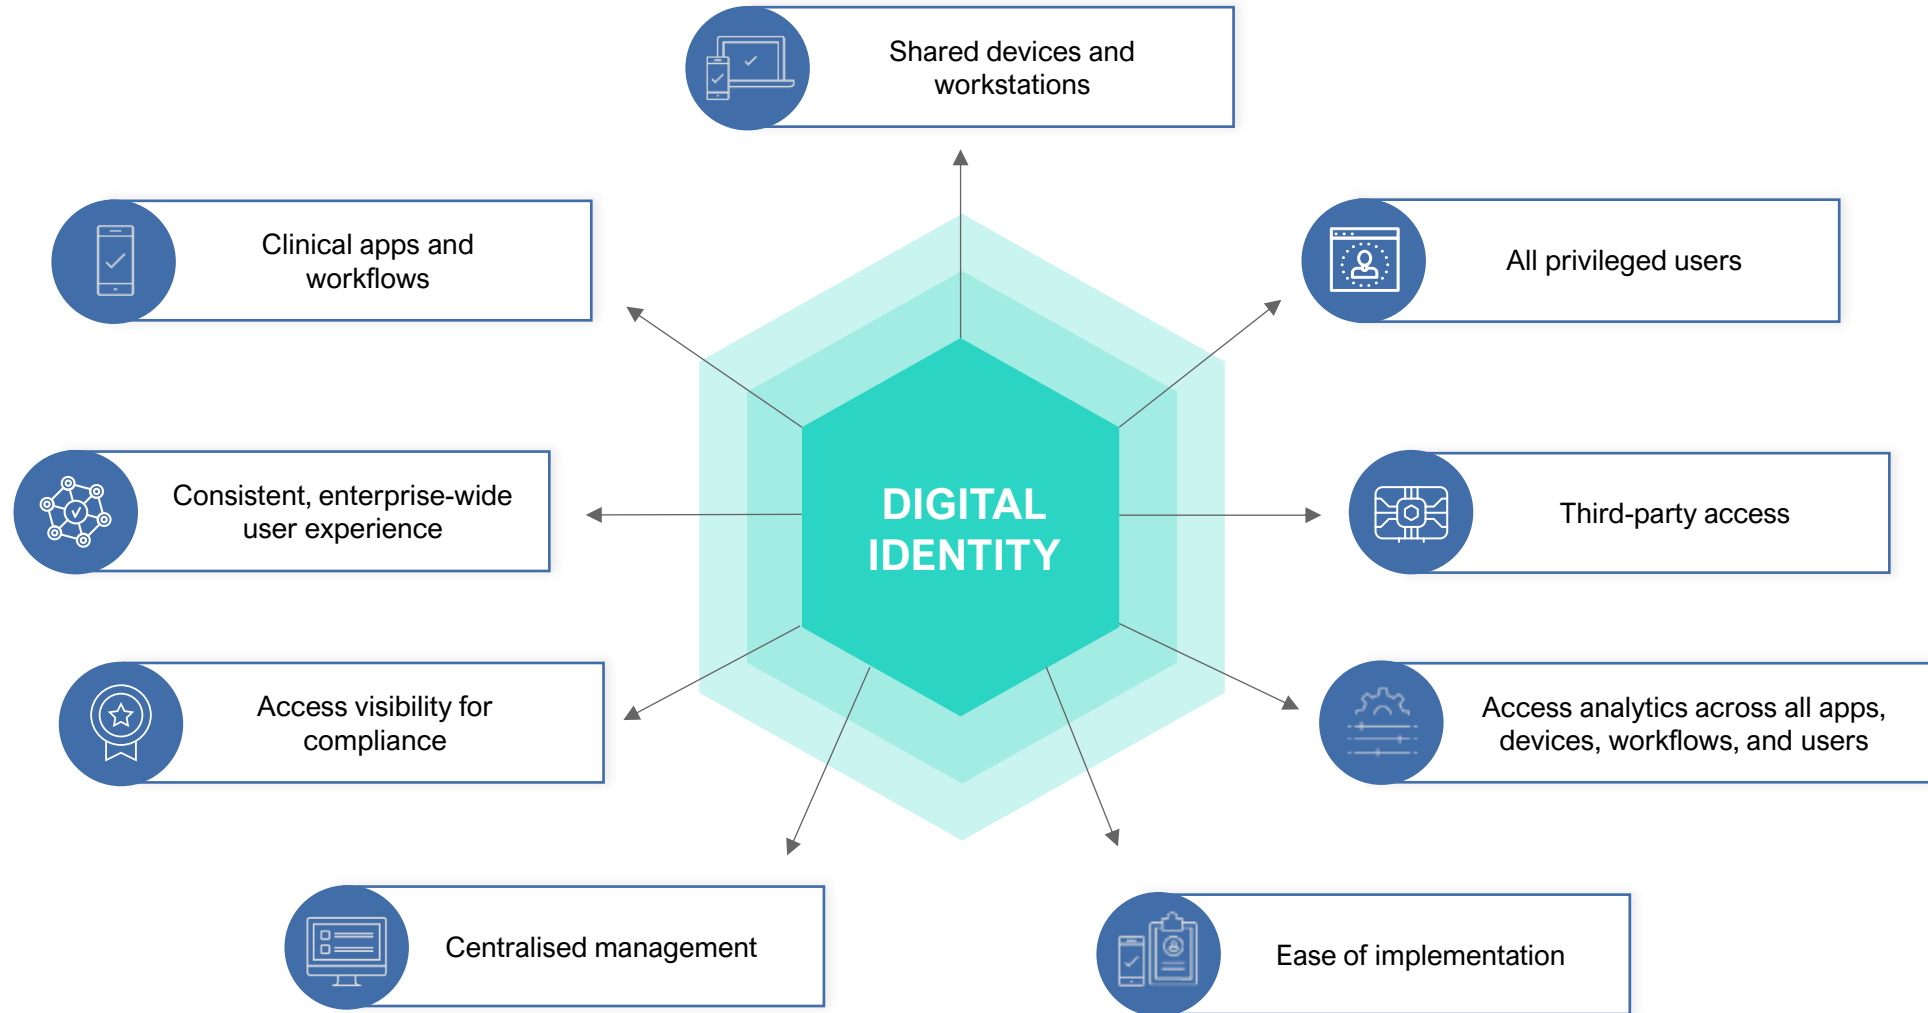 Shared devices and
workstations
Clinical apps and
workflows
All privileged users
Consistent, enterprise-wide
user experience
DIGITAL
IDENTITY
Third-party access
Access visibility for
compliance
Access analytics across all apps,
devices, workflows, and users
Centralised management
Ease of implementation